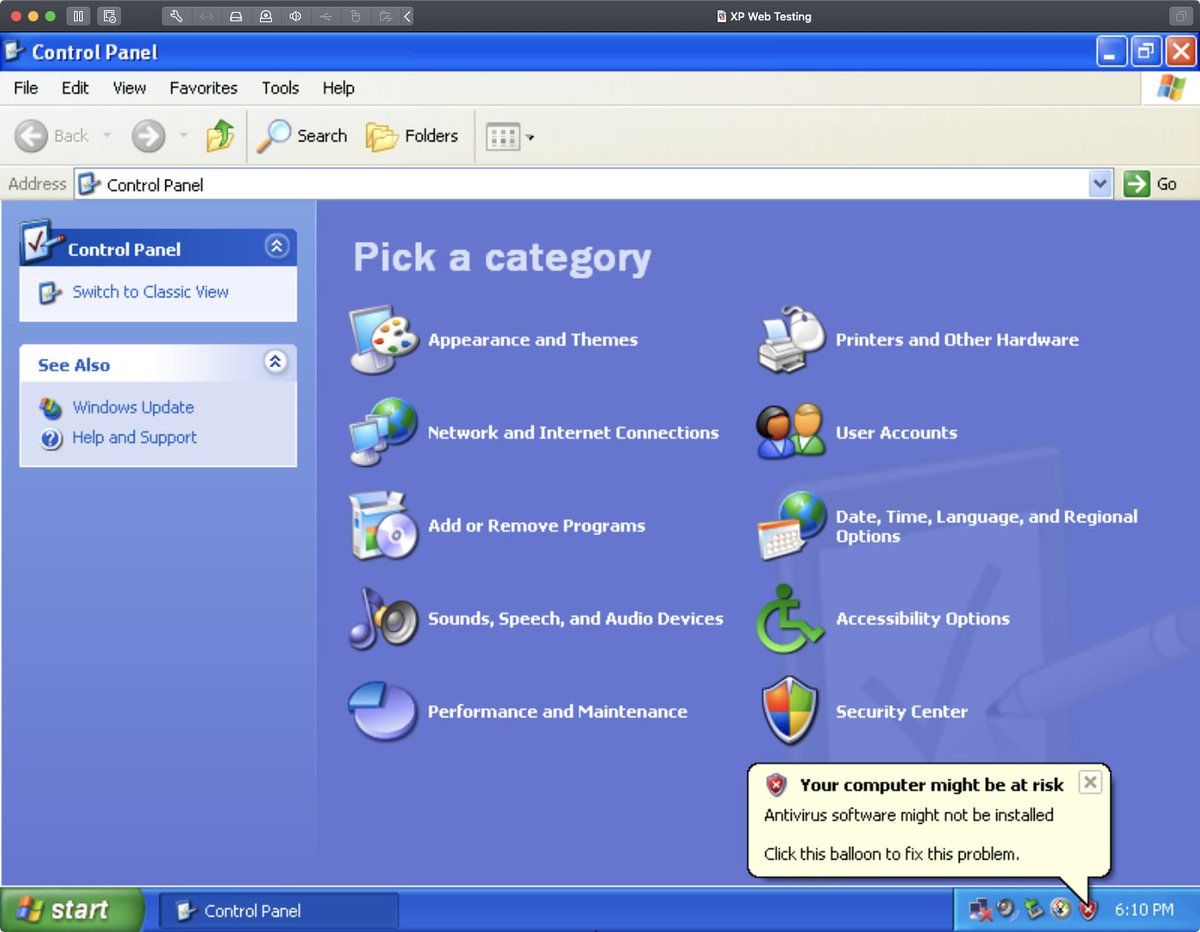 XP Web Testing
Control Panel
File Edit View Favorites Tools Help
Back Search Folders
Address Control Panel Go
Control Panel
Switch to Classic View
See Also
Windows Update
Help and Support
Pick a category
Appearance and Themes
Printers and Other Hardware
Network and Internet Connections
User Accounts
Add or Remove Programs
Date, Time, Language, and Regional
Options
Sounds, Speech, and Audio Devices
Accessibility Options
Performance and Maintenance
Security Center
Your computer might be at risk
Antivirus software might not be installed
Click this balloon to fix this problem.
start Control Panel 6:10 PM